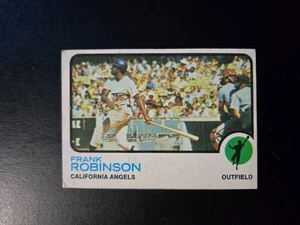 FRANK
ROBINSON
CALIFORNIA ANGELS
OUTFIELD